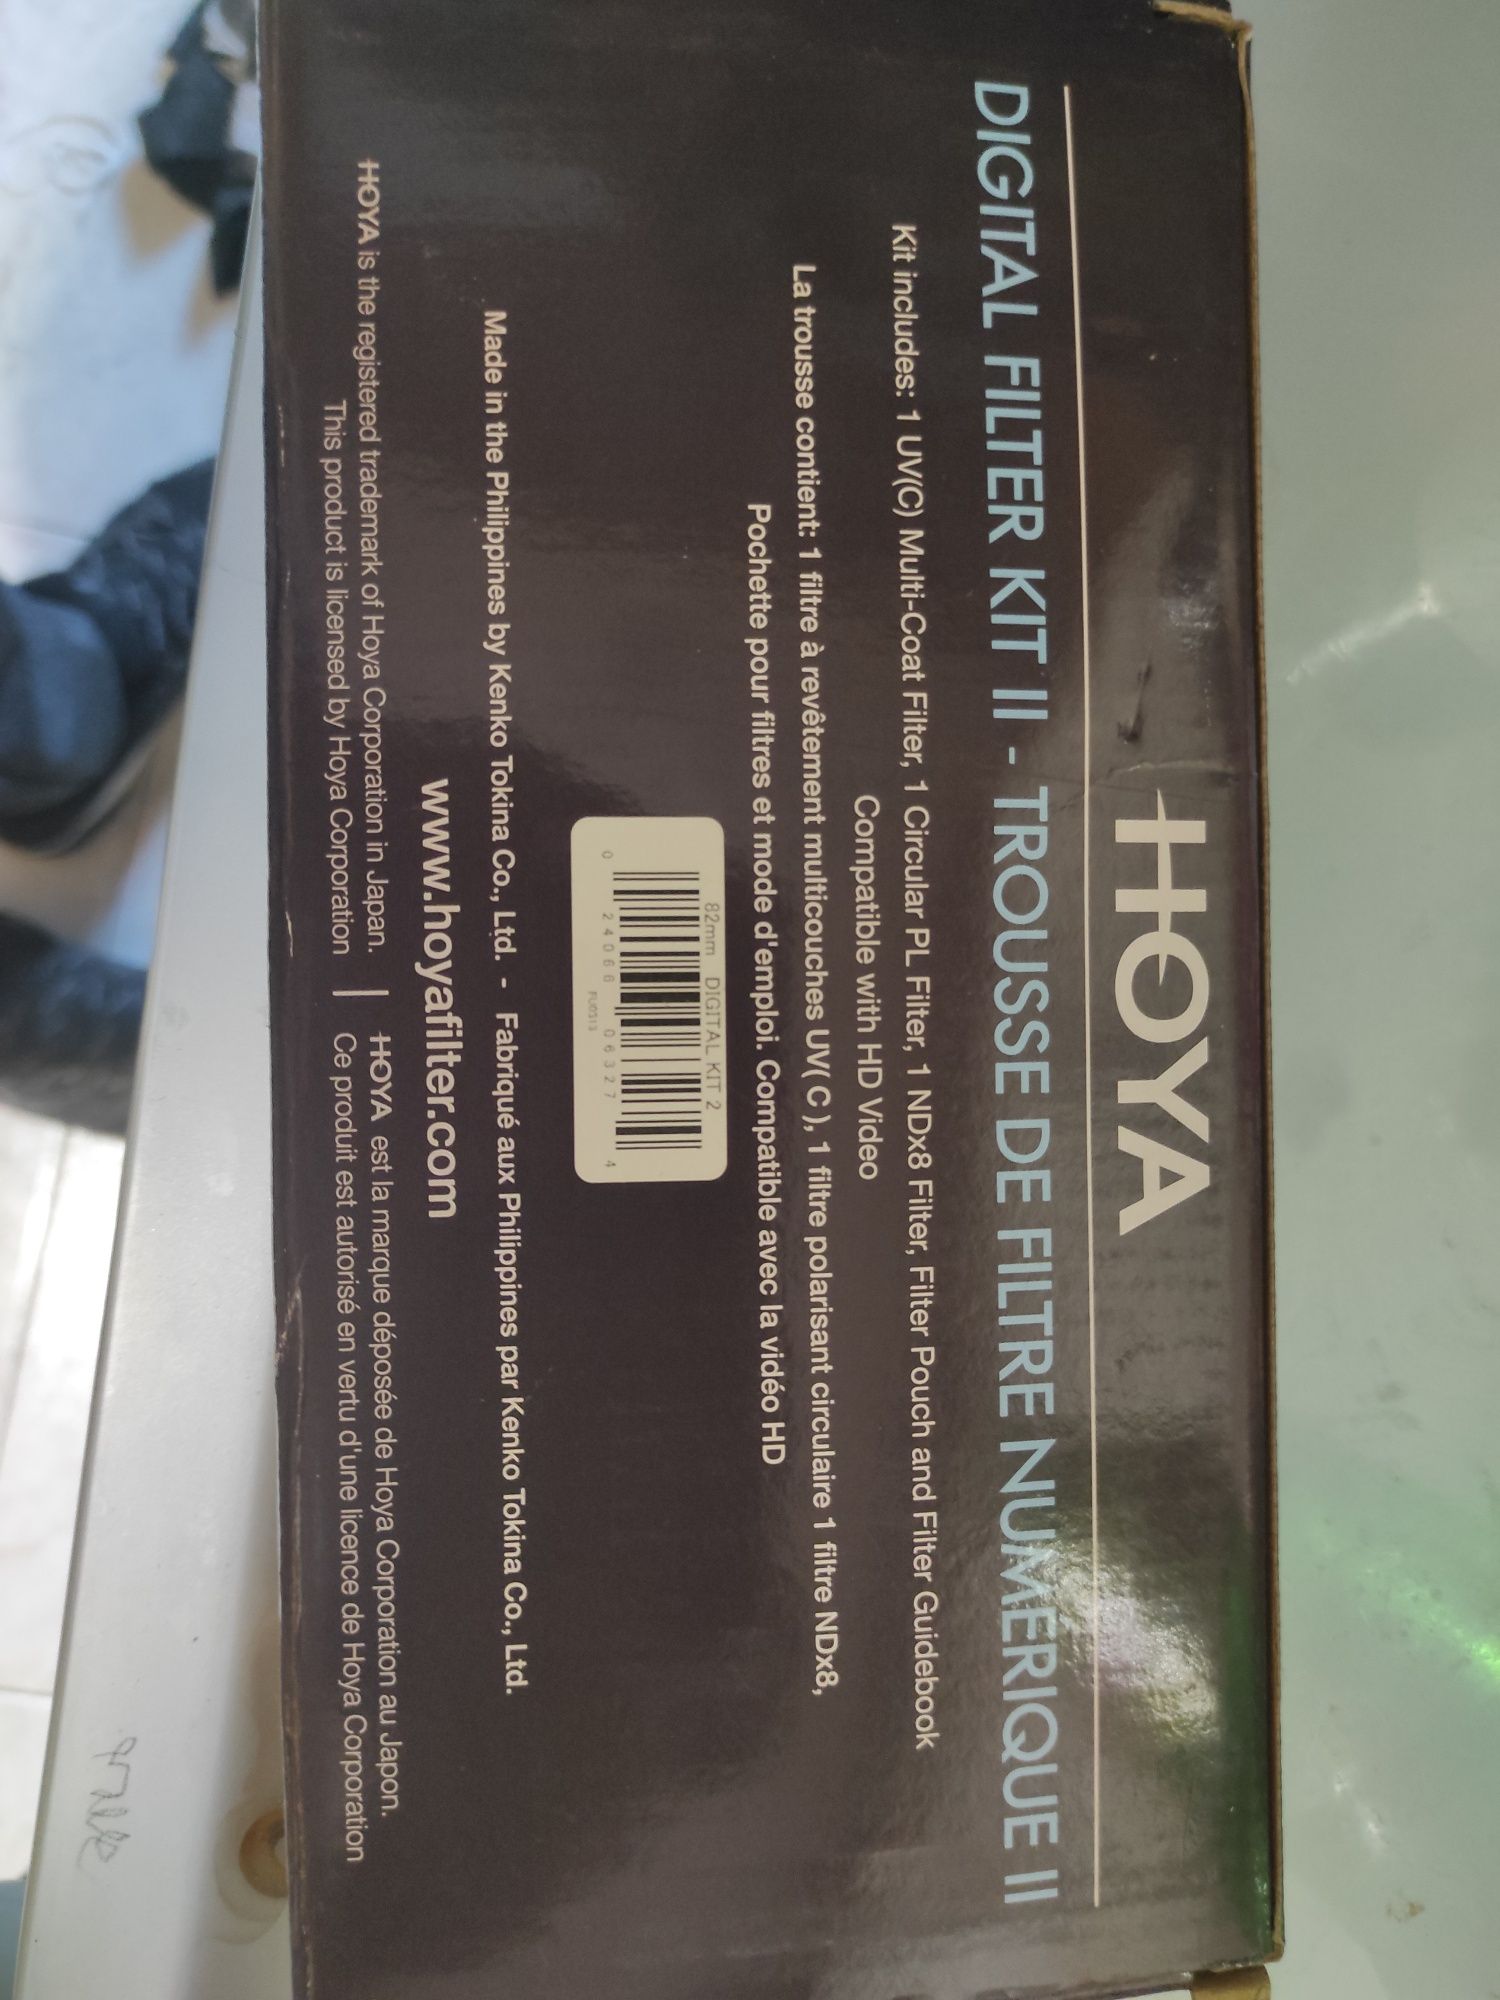 HOYA
DIGITAL FILTER KIT II - TROUSSE DE FILTRE NUMÉRIQUE II
Kit includes: 1 UV(C) Multi-Coat Filter, 1 Circular PL Filter, 1 NDx8 Filter, Filter Pouch and Filter Guidebook
Compatible with HD Video
La trousse contient: 1 filtre à revêtement multicouches UV( C ), 1 filtre polarisant circulaire 1 filtre NDx8,
Pochette pour filtres et mode d'emploi. Compatible avec la vidéo HD
82mm DIGITAL KIT 2
0 24066 06327 4
FU0313
Made in the Philippines by Kenko Tokina Co., Ltd. - Fabriqué aux Philippines par Kenko Tokina Co., Ltd.
www.hoyafilter.com
HOYA is the registered trademark of Hoya Corporation in Japan. | HOYA est la marque déposée de Hoya Corporation au Japon.
This product is licensed by Hoya Corporation | Ce produit est autorisé en vertu d'une licence de Hoya Corporation